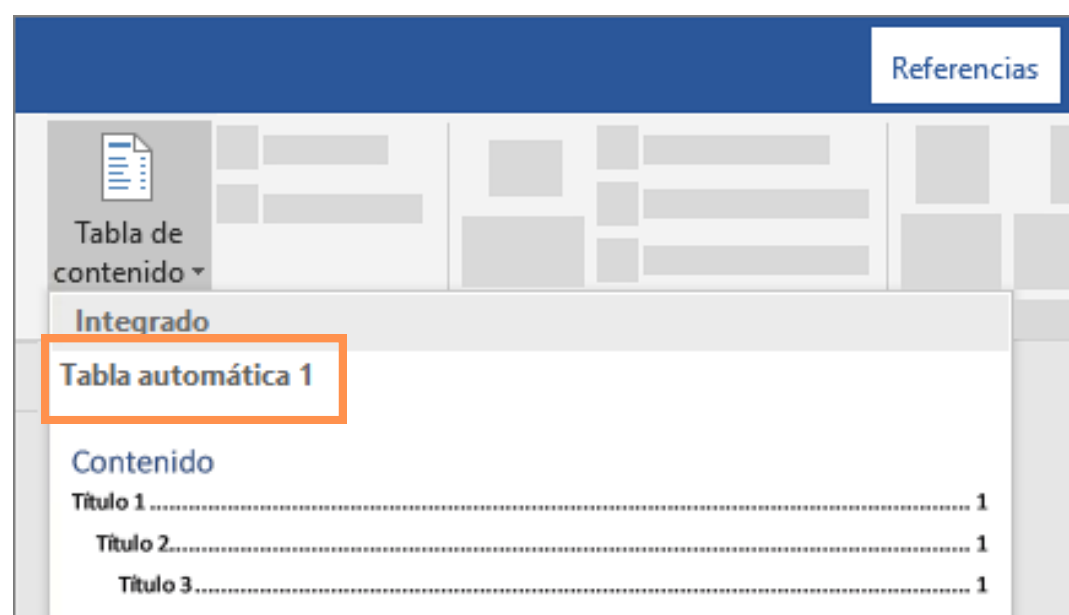 Referencias
Tabla de
contenido
Integrado
Tabla automática 1
Contenido
Título 1 ........................................................................................................ 1
Título 2........................................................................................................ 1
Título 3........................................................................................................ 1